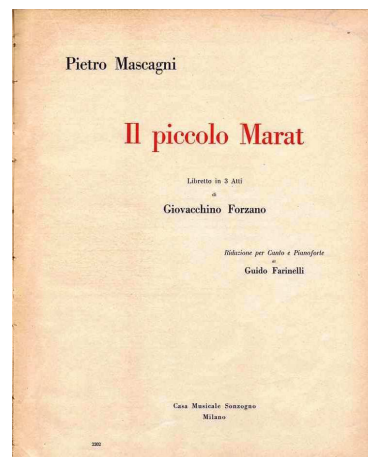 Pietro Mascagni
Il piccolo Marat
Libretto in 3 Atti
di
Giovacchino Forzano
Riduzione per Canto e Pianoforte
di
Guido Farinelli
Casa Musicale Sonzogno
Milano